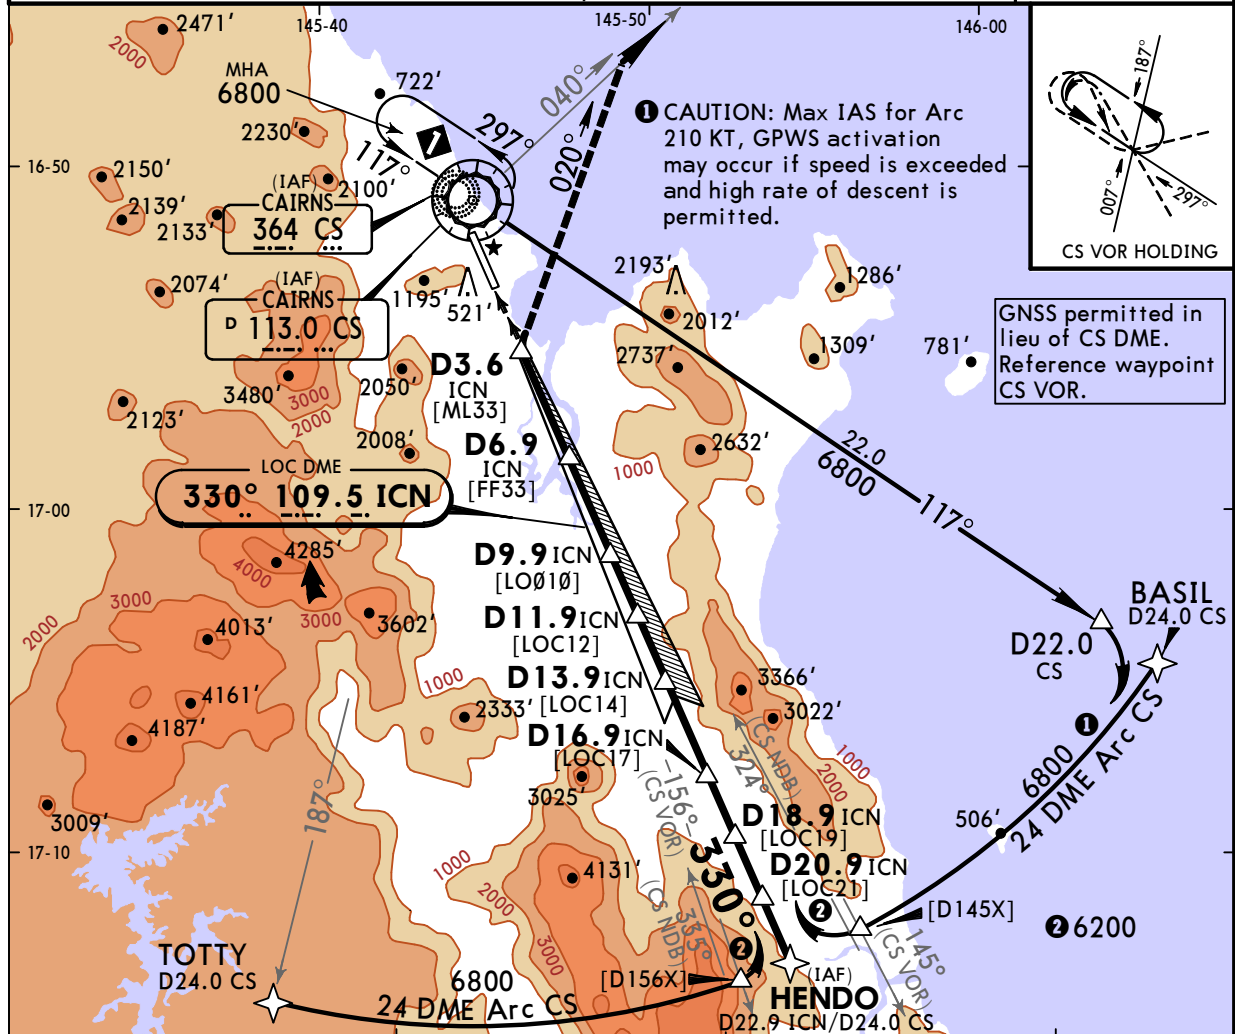 145-40
145-50
146-00
2471'
2000
MHA
6800
722'
2230'
117°
297°
040°
020°
1 CAUTION: Max IAS for Arc
210 KT, GPWS activation
may occur if speed is exceeded
and high rate of descent is
permitted.
187°
007°
297°
CS VOR HOLDING
16-50
2150'
2139'
2133'
2100'
(IAF)
CAIRNS
364 CS
2074'
(IAF)
CAIRNS
D 113.0 CS
1195'
521'
2193'
2012'
1286'
1309'
781'
GNSS permitted in
lieu of CS DME.
Reference waypoint
CS VOR.
2737'
2632'
1000
3480'
3000
2000
2050'
2123'
2008'
D3.6
ICN
[ML33]
D6.9
ICN
[FF33]
LOC DME
330° 109.5 ICN
22.0
6800
117°
17-00
4285'
4000
3000
3000
2000
3602'
4013'
4161'
4187'
3009'
D9.9 ICN
[LO010]
D11.9 ICN
[LOC12]
D13.9 ICN
[LOC14]
D16.9 ICN
[LOC17]
1000
2333'
3025'
3366'
3022'
1000
2000
BASIL
D24.0 CS
D22.0
CS
1
6800
24 DME Arc CS
506'
187°
156°
(CS VOR)
(CS NDB)
324°
D18.9 ICN
[LOC19]
D20.9 ICN
[LOC21]
17-10
1000
2000
3000
4131'
330°
(CS NDB)
335°
2
2
[D145X]
145°
(CS VOR)
2 6200
TOTTY
D24.0 CS
6800
24 DME Arc CS
[D156X]
(IAF)
HENDO
D22.9 ICN/D24.0 CS